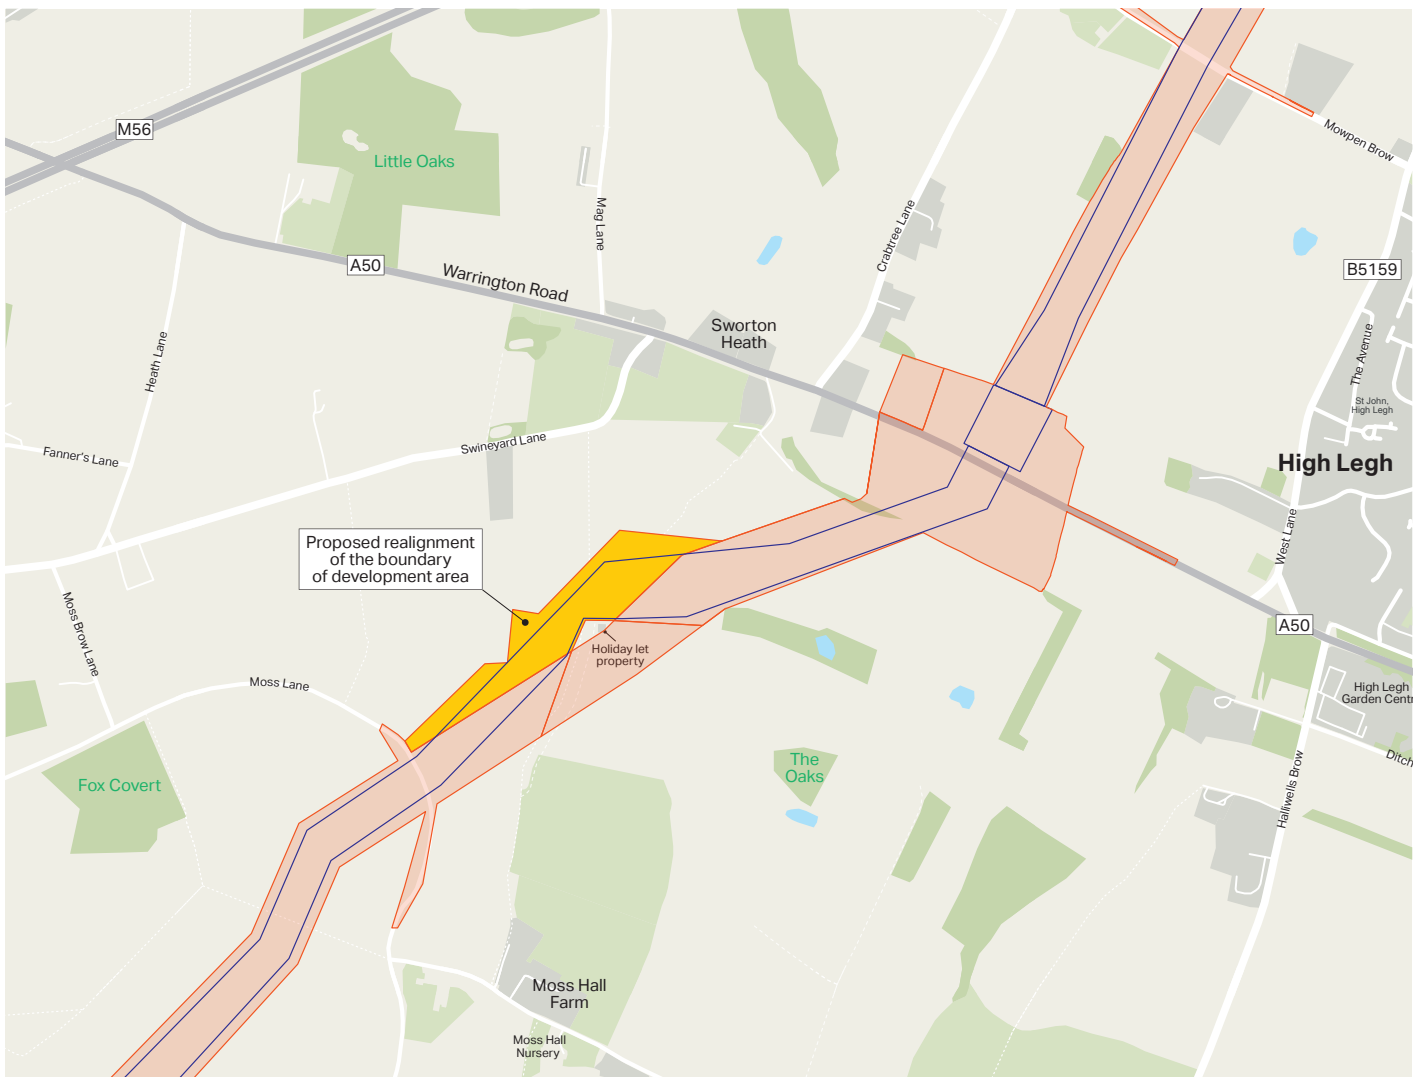 M56
Little Oaks
Mag Lane
Crabtree Lane
Mowpen Brow
A50
Warrington Road
B5159
Heath Lane
Sworton
Heath
The Avenue
St John,
High Legh
Fanner's Lane
Swineyard Lane
High Legh
Proposed realignment
of the boundary
of development area
West Lane
Moss Brow Lane
A50
Holiday let
property
Moss Lane
High Legh
Garden Centr
Fox Covert
The
Oaks
Ditch
Halliwells Brow
Moss Hall
Farm
Moss Hall
Nursery